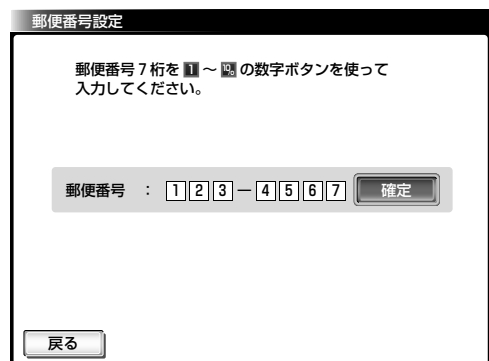 郵便番号設定
郵便番号7桁を 1 ～ 10 の数字ボタンを使って
入力してください。
郵便番号 ： 1 2 3 － 4 5 6 7 確定
戻る